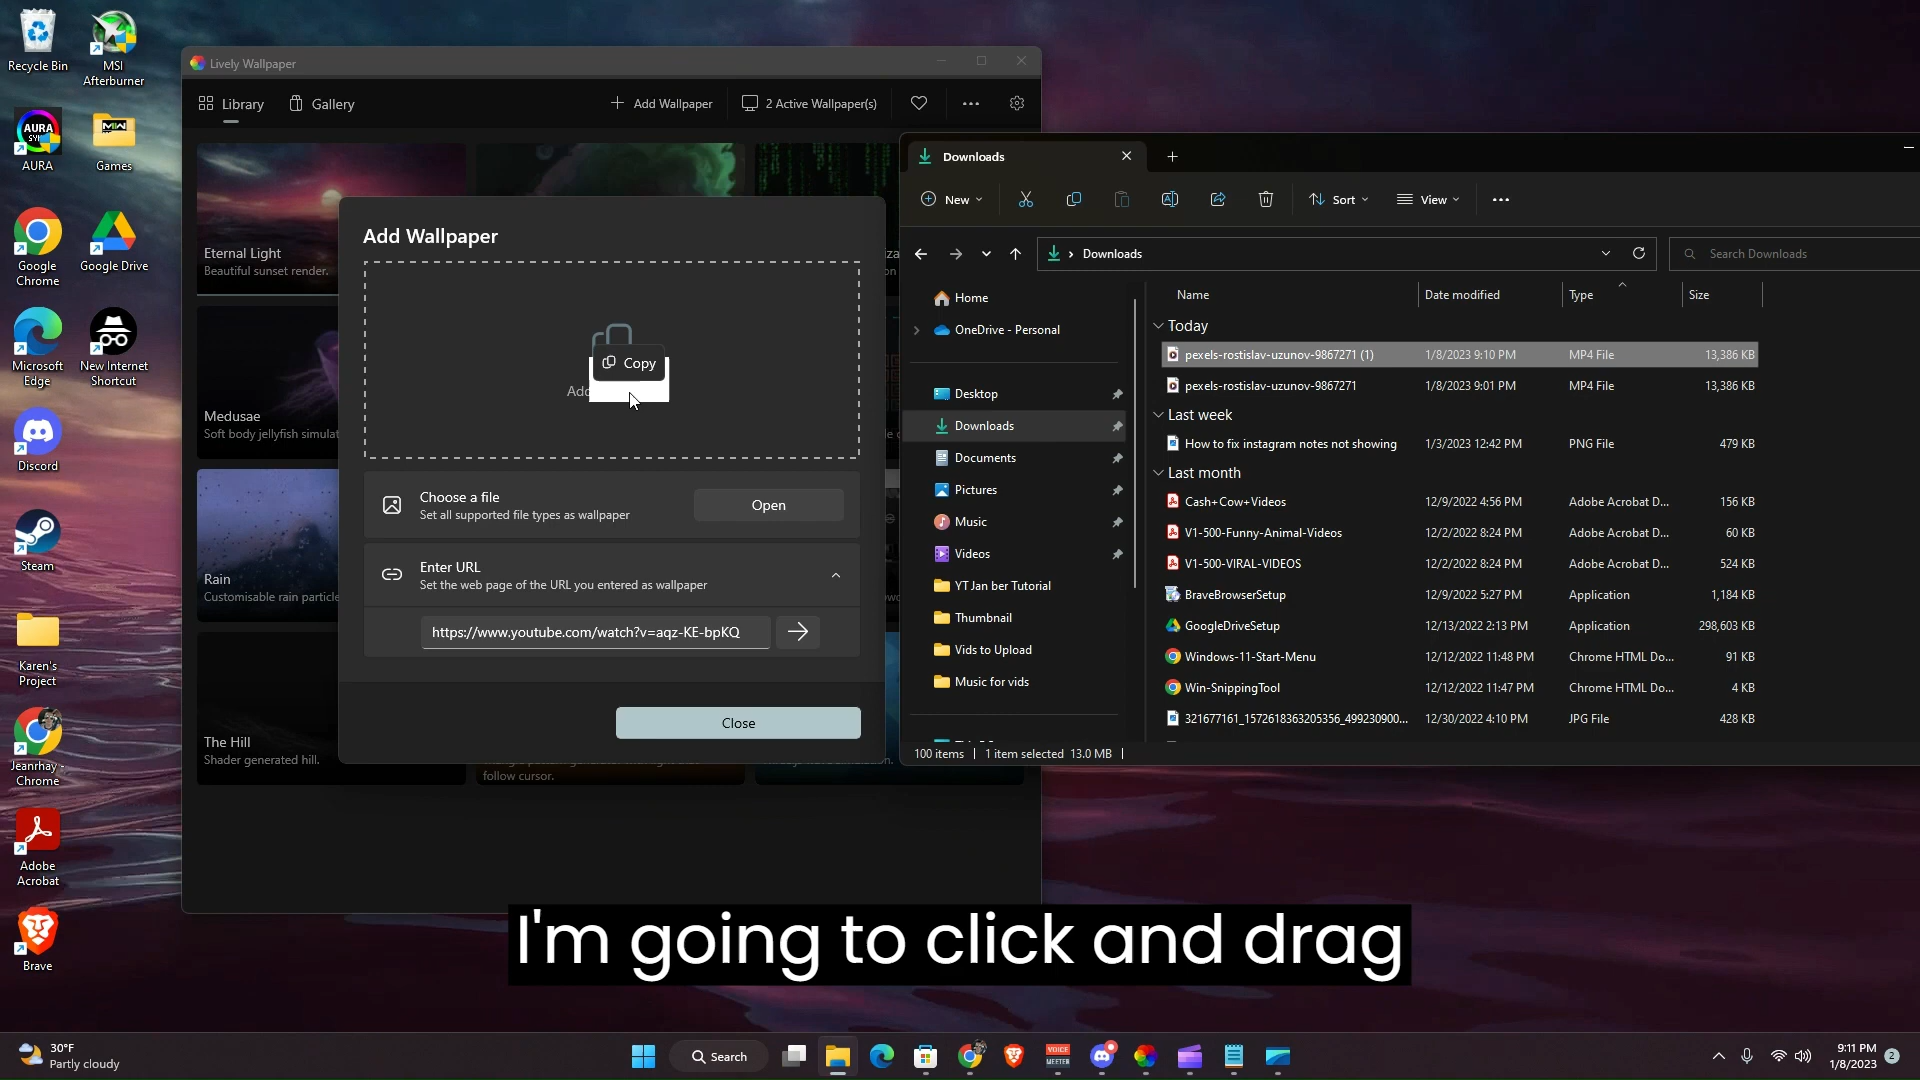 Recycle Bin
MSI Afterburner
AURA
Games
Google Chrome
Google Drive
Microsoft Edge
New Internet Shortcut
Discord
Steam
Karen's Project
Jeanrhay - Chrome
Adobe Acrobat
Brave
Lively Wallpaper
Library
Gallery
Add Wallpaper
2 Active Wallpaper(s)
Eternal Light
Beautiful sunset render.
Medusae
Soft body jellyfish simulat
Rain
Customisable rain particle
The Hill
Shader generated hill.
follow cursor.
Add Wallpaper
Copy
Choose a file
Set all supported file types as wallpaper
Open
Enter URL
Set the web page of the URL you entered as wallpaper
https://www.youtube.com/watch?v=aqz-KE-bpKQ
Close
Downloads
New
Sort
View
Downloads
Search Downloads
Home
OneDrive - Personal
Desktop
Downloads
Documents
Pictures
Music
Videos
YT Jan ber Tutorial
Thumbnail
Vids to Upload
Music for vids
Name Date modified Type Size
Today
pexels-rostislav-uzunov-9867271 (1) 1/8/2023 9:10 PM MP4 File 13,386 KB
pexels-rostislav-uzunov-9867271 1/8/2023 9:01 PM MP4 File 13,386 KB
Last week
How to fix instagram notes not showing 1/3/2023 12:42 PM PNG File 479 KB
Last month
Cash+Cow+Videos 12/9/2022 4:56 PM Adobe Acrobat D... 156 KB
V1-500-Funny-Animal-Videos 12/2/2022 8:24 PM Adobe Acrobat D... 60 KB
V1-500-VIRAL-VIDEOS 12/2/2022 8:24 PM Adobe Acrobat D... 524 KB
BraveBrowserSetup 12/9/2022 5:27 PM Application 1,184 KB
GoogleDriveSetup 12/13/2022 2:13 PM Application 298,603 KB
Windows-11-Start-Menu 12/12/2022 11:48 PM Chrome HTML Do... 91 KB
Win-SnippingTool 12/12/2022 11:47 PM Chrome HTML Do... 4 KB
321677161_1572618363205356_499230900... 12/30/2022 4:10 PM JPG File 428 KB
100 items 1 item selected 13.0 MB
I'm going to click and drag
30°F
Partly cloudy
Search
VOICE
MEETER
9:11 PM
1/8/2023
2